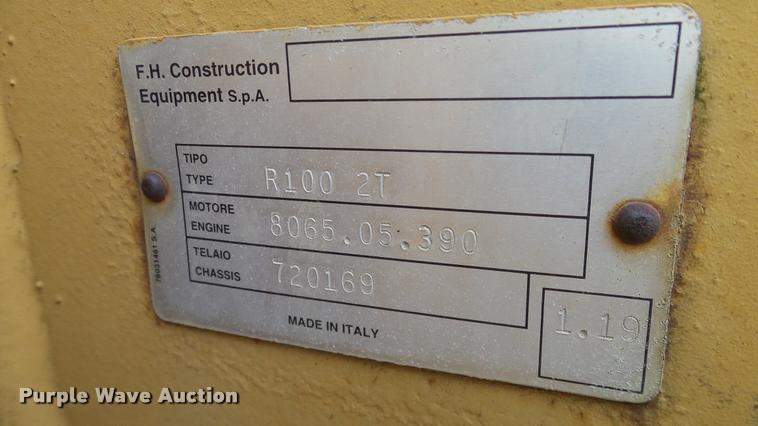 F.H. Construction
Equipment S.p.A.
TIPO
TYPE R100 2T
MOTORE
ENGINE 8065.05.390
TELAIO
CHASSIS 720169
1.19
MADE IN ITALY
76031461 S.A.
Purple Wave Auction